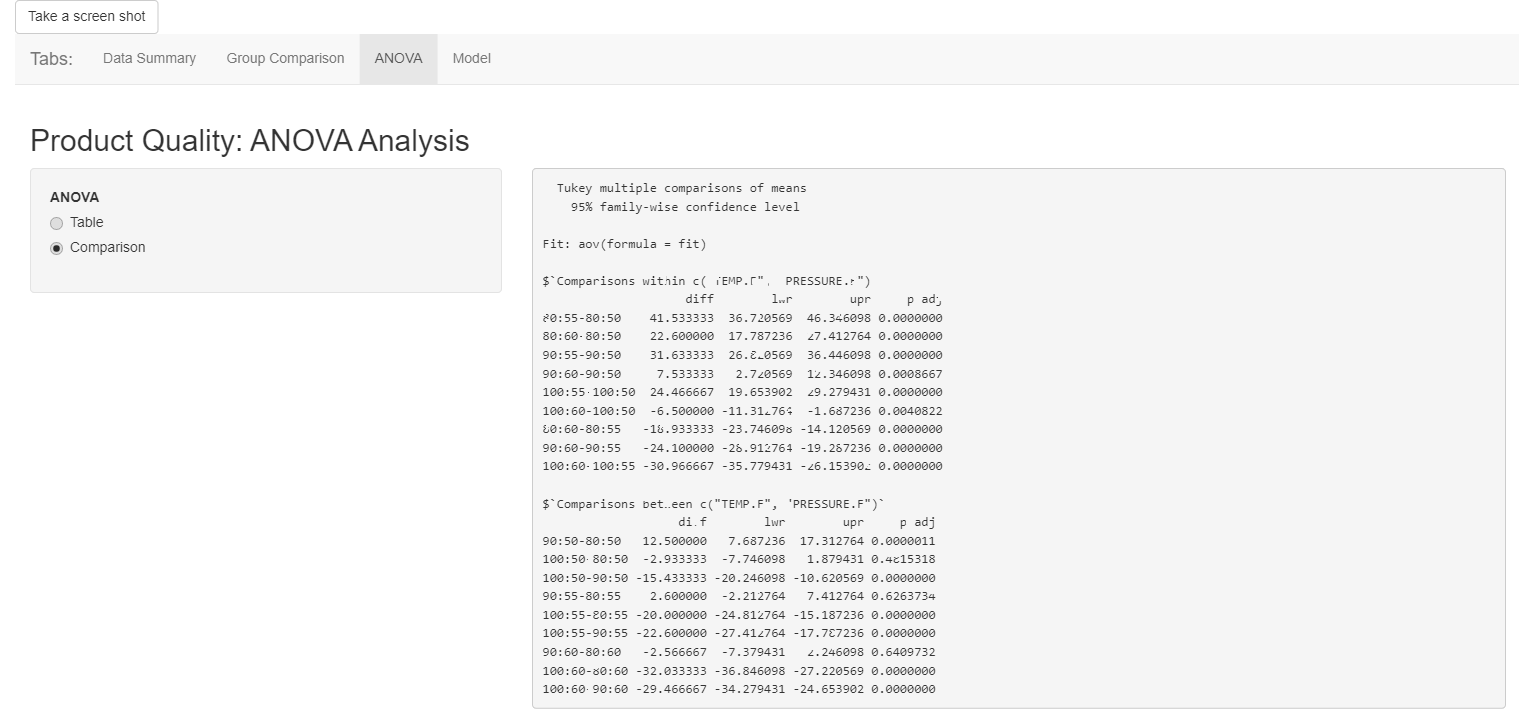 Take a screen shot
Tabs: Data Summary Group Comparison ANOVA Model
Product Quality: ANOVA Analysis
ANOVA
Table
Comparison
Tukey multiple comparisons of means
95% family-wise confidence level
Fit: aov(formula = fit)
$`Comparisons within c("TEMP.F", "PRESSURE.F")`
diff lwr upr p adj
80:55-80:50 41.533333 36.720569 46.346098 0.0000000
80:60-80:50 22.600000 17.787236 27.412764 0.0000000
90:55-90:50 31.633333 26.820569 36.446098 0.0000000
90:60-90:50 7.533333 2.720569 12.346098 0.0008667
100:55-100:50 24.466667 19.653902 29.279431 0.0000000
100:60-100:50 -6.500000 -11.312764 -1.687236 0.0040822
80:60-80:55 -18.933333 -23.746098 -14.120569 0.0000000
90:60-90:55 -24.100000 -28.912764 -19.287236 0.0000000
100:60-100:55 -30.966667 -35.779431 -26.153902 0.0000000
$`Comparisons between c("TEMP.F", "PRESSURE.F")`
diff lwr upr p adj
90:50-80:50 12.500000 7.687236 17.312764 0.0000011
100:50-80:50 -2.933333 -7.746098 1.879431 0.4815318
100:50-90:50 -15.433333 -20.246098 -10.620569 0.0000000
90:55-80:55 2.600000 -2.212764 7.412764 0.6263734
100:55-80:55 -20.000000 -24.812764 -15.187236 0.0000000
100:55-90:55 -22.600000 -27.412764 -17.787236 0.0000000
90:60-80:60 -2.566667 -7.379431 2.246098 0.6409732
100:60-80:60 -32.033333 -36.846098 -27.220569 0.0000000
100:60-90:60 -29.466667 -34.279431 -24.653902 0.0000000